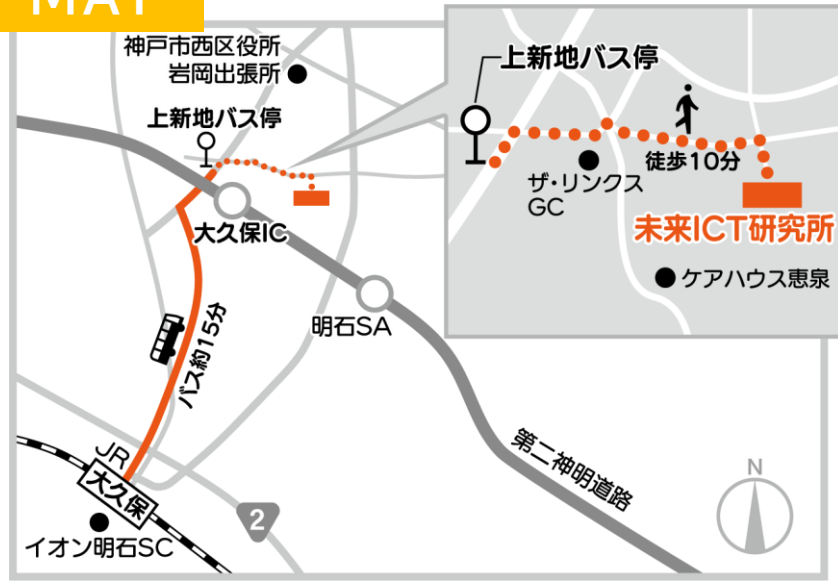 MAP
神戸市西区役所
岩岡出張所
上新地バス停
大久保IC
明石SA
バス約15分
第二神明道路
JR
大久保
イオン明石SC
2
N
上新地バス停
徒歩10分
ザ・リンクス
GC
未来ICT研究所
ケアハウス恵泉